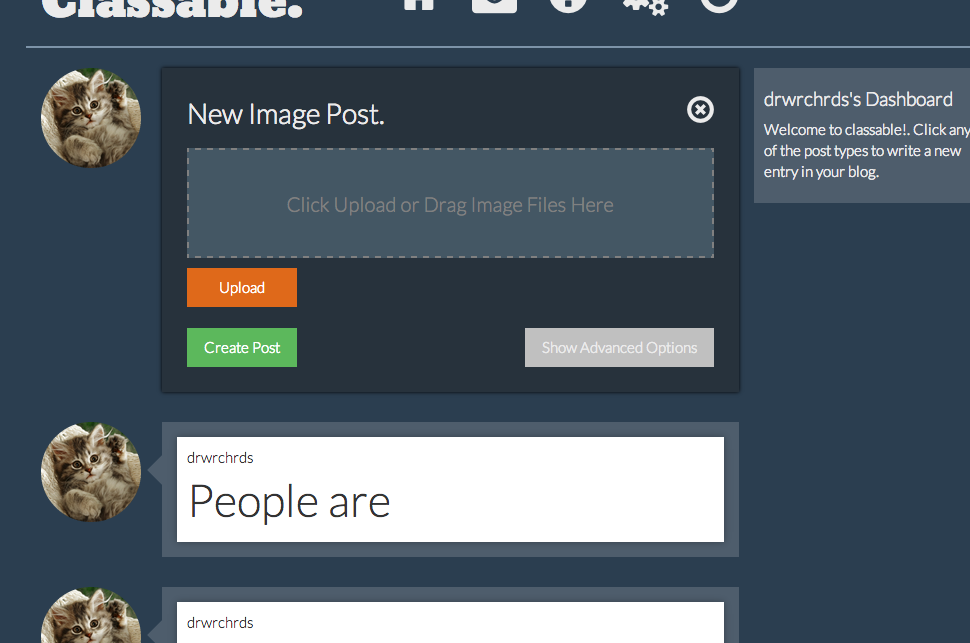 Classable.
New Image Post.
Click Upload or Drag Image Files Here
Upload
Create Post
Show Advanced Options
drwrchrds's Dashboard
Welcome to classable!. Click any
of the post types to write a new
entry in your blog.
drwrchrds
People are
drwrchrds